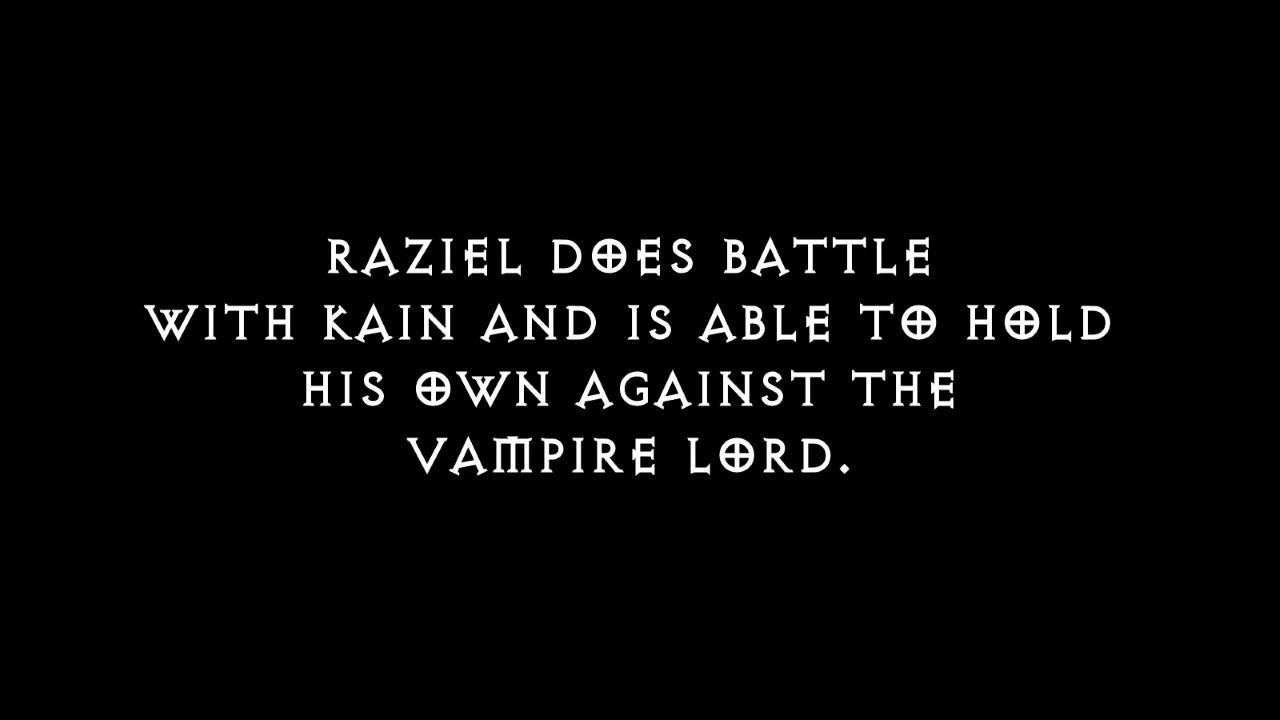 RAZIEL DOES BATTLE
WITH KAIN AND IS ABLE TO HOLD
HIS OWN AGAINST THE
VAMPIRE LORD.